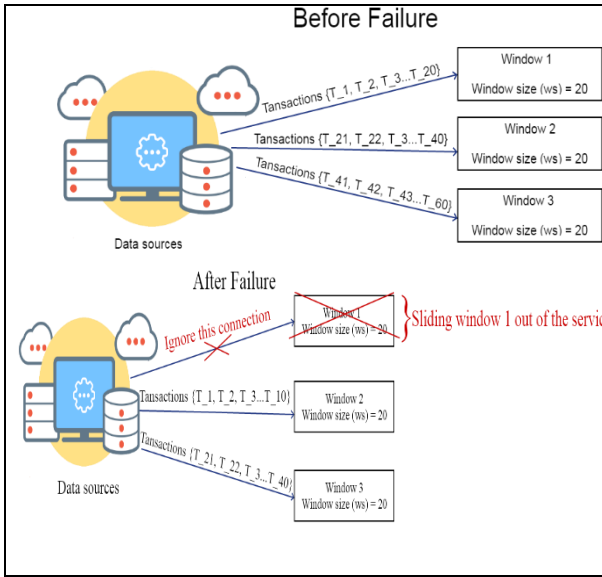 Before Failure
Tansactions {T_1, T_2, T_3...T_20}
Window 1
Window size (ws) = 20
Transactions {T_21, T_22, T_3...T_40}
Window 2
Window size (ws) = 20
Tansactions {T_41, T_42, T_43...T_60}
Window 3
Window size (ws) = 20
Data sources
After Failure
Ignore this connection
Window 1
Window size (ws) = 20
Sliding window 1 out of the servic
Tansactions {T_1, T_2, T_3...T_10}
Window 2
Window size (ws) = 20
Tansactions {T_21, T_22, T_3...T_40}
Window 3
Window size (ws) = 20
Data sources